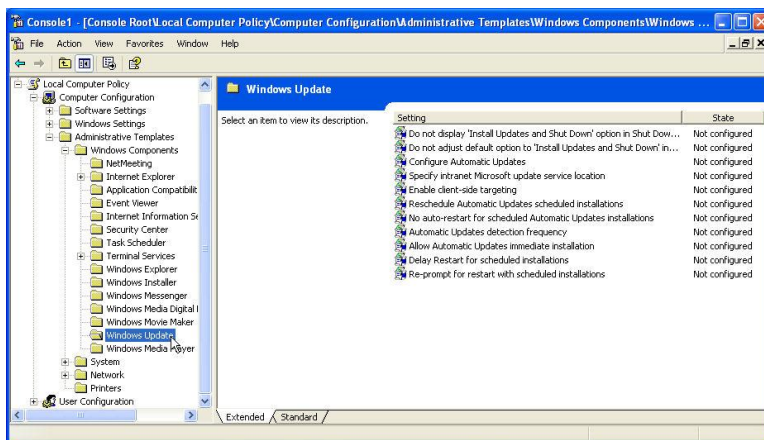 Console1 - [Console Root\Local Computer Policy\Computer Configuration\Administrative Templates\Windows Components\Windows ...
File Action View Favorites Window Help
Local Computer Policy
Computer Configuration
Software Settings
Windows Settings
Administrative Templates
Windows Components
NetMeeting
Internet Explorer
Application Compatibilit
Event Viewer
Internet Information Se
Security Center
Task Scheduler
Terminal Services
Windows Explorer
Windows Installer
Windows Messenger
Windows Media Digital
Windows Movie Maker
Windows Update
Windows Media Player
System
Network
Printers
User Configuration
Windows Update
Select an item to view its description.
Setting State
Do not display 'Install Updates and Shut Down' option in Shut Dow... Not configured
Do not adjust default option to 'Install Updates and Shut Down' in... Not configured
Configure Automatic Updates Not configured
Specify intranet Microsoft update service location Not configured
Enable client-side targeting Not configured
Reschedule Automatic Updates scheduled installations Not configured
No auto-restart for scheduled Automatic Updates installations Not configured
Automatic Updates detection frequency Not configured
Allow Automatic Updates immediate installation Not configured
Delay Restart for scheduled installations Not configured
Re-prompt for restart with scheduled installations Not configured
Extended Standard